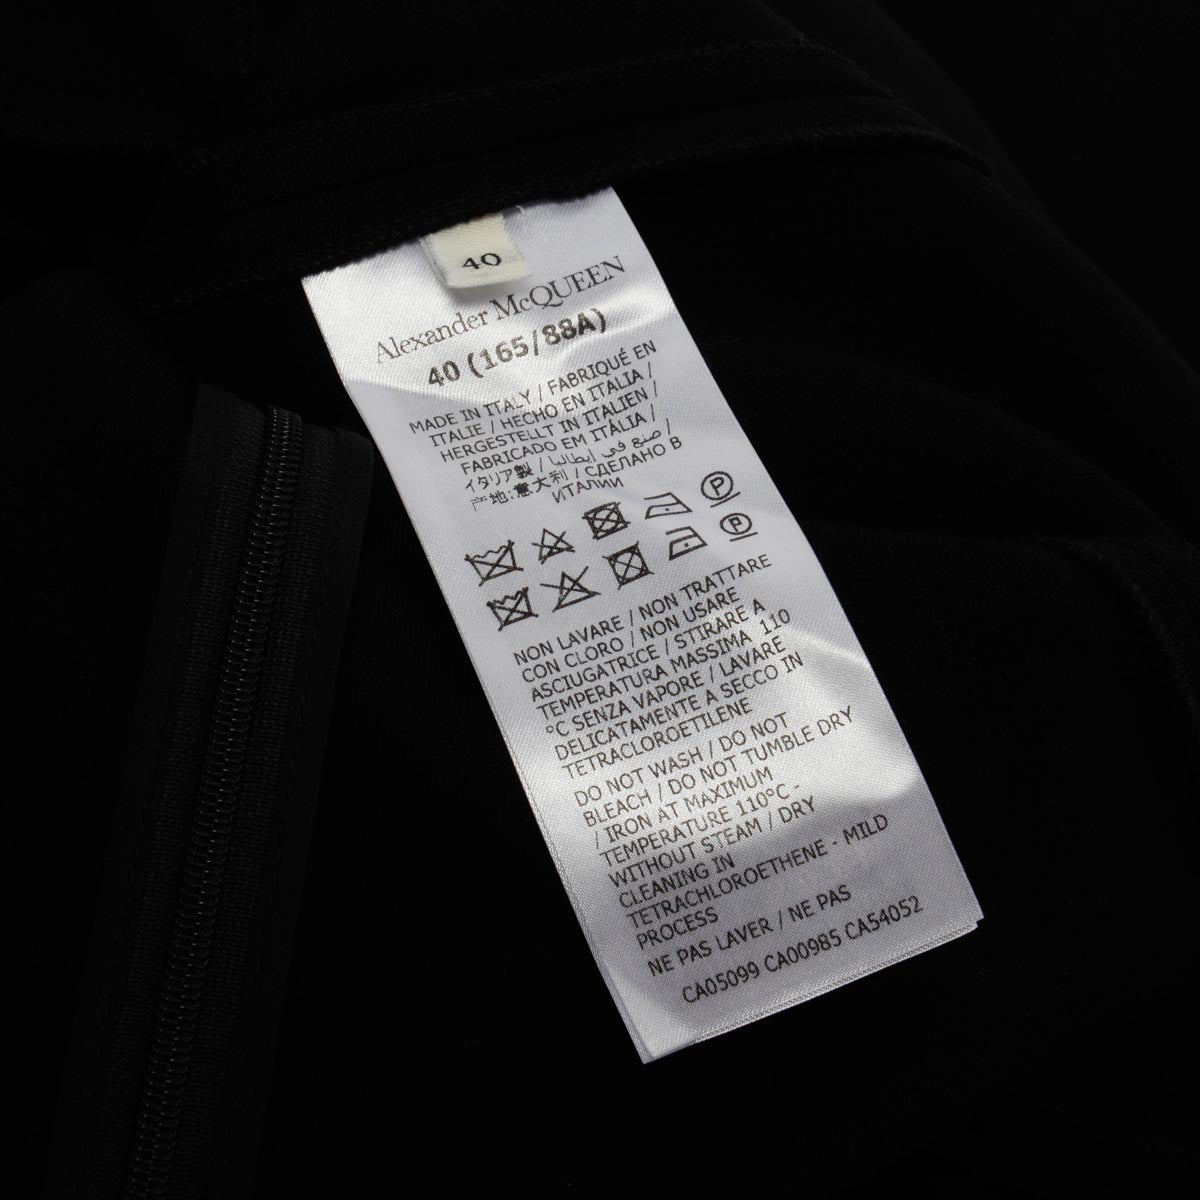 40
Alexander McQUEEN
40 (165/88A)
MADE IN ITALY / FABRIQUÉ EN
ITALIE / HECHO EN ITALIA /
HERGESTELLT IN ITALIEN /
FABRICADO EM ITÁLIA /
イタリア製 / صنع في إيطاليا /
产地:意大利 / СДЕЛАНО В
ИТАЛИИ
P
P
NON LAVARE / NON TRATTARE
CON CLORO / NON USARE
ASCIUGATRICE / STIRARE A
TEMPERATURA MASSIMA 110
°C SENZA VAPORE / LAVARE
DELICATAMENTE A SECCO IN
TETRACLOROETILENE
DO NOT WASH / DO NOT
BLEACH / DO NOT TUMBLE DRY
/ IRON AT MAXIMUM
TEMPERATURE 110°C -
WITHOUT STEAM / DRY
CLEANING IN
TETRACHLOROETHENE - MILD
PROCESS
NE PAS LAVER / NE PAS
CA05099 CA00985 CA54052